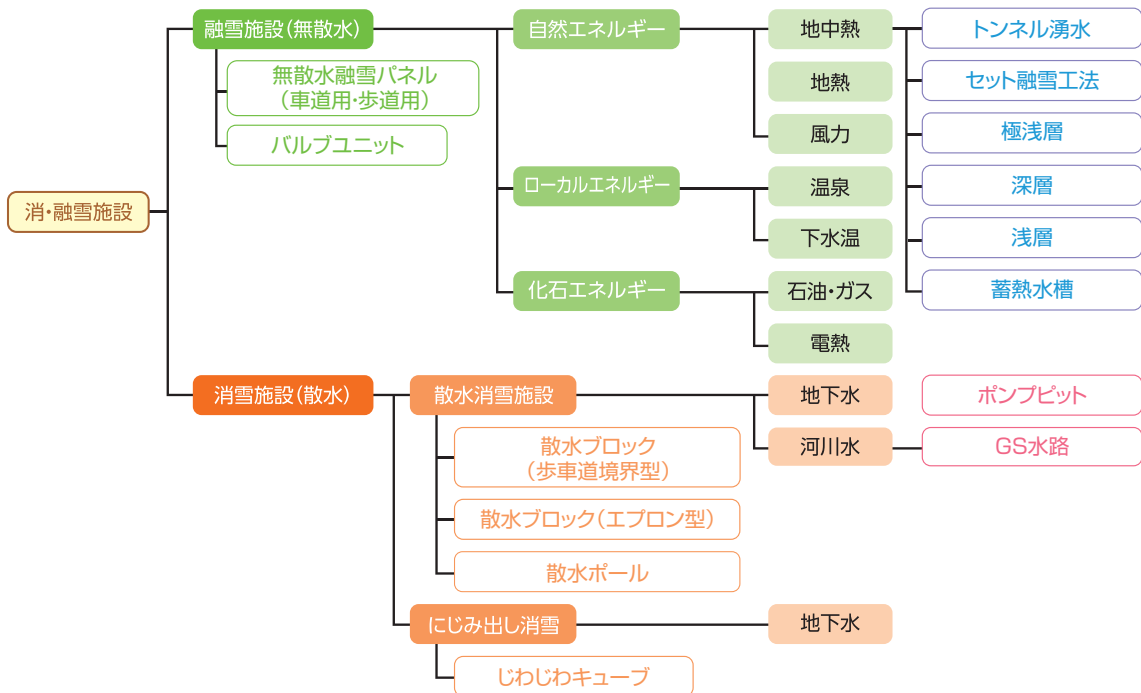 消・融雪施設
融雪施設(無散水)
無散水融雪パネル
(車道用・歩道用)
バルブユニット
自然エネルギー
地中熱
トンネル湧水
セット融雪工法
極浅層
深層
浅層
蓄熱水槽
地熱
風力
ローカルエネルギー
温泉
下水温
化石エネルギー
石油・ガス
電熱
消雪施設(散水)
散水消雪施設
散水ブロック
(歩車道境界型)
散水ブロック(エプロン型)
散水ポール
地下水
ポンプピット
河川水
GS水路
にじみ出し消雪
じわじわキューブ
地下水